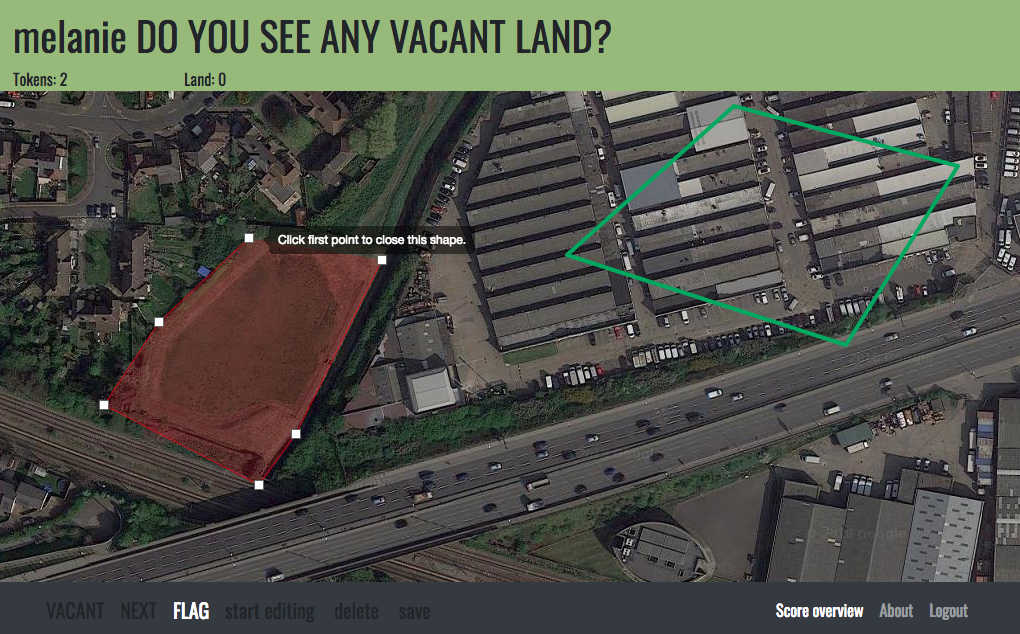 melanie DO YOU SEE ANY VACANT LAND?
Tokens: 2 Land: 0
Click first point to close this shape.
VACANT NEXT FLAG start editing delete save Score overview About Logout